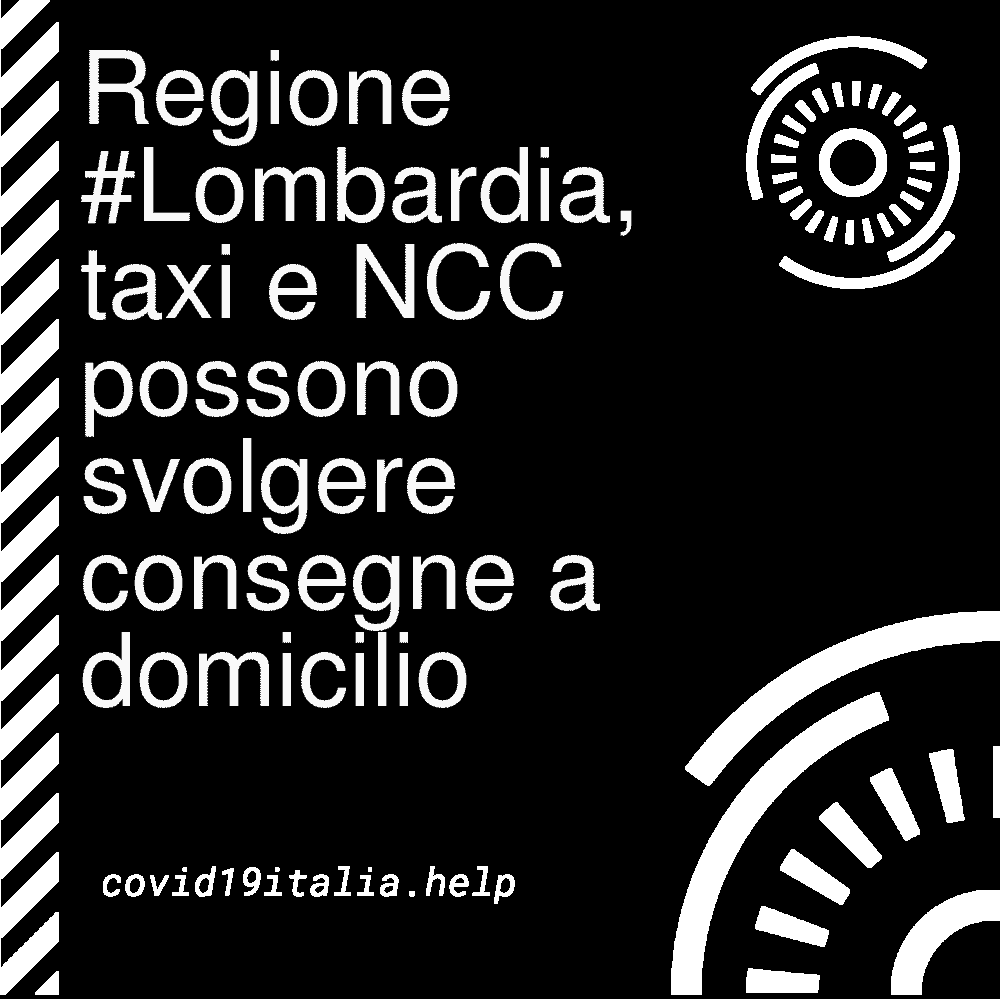 Regione
#Lombardia,
taxi e NCC
possono
svolgere
consegne a
domicilio
covid19italia.help